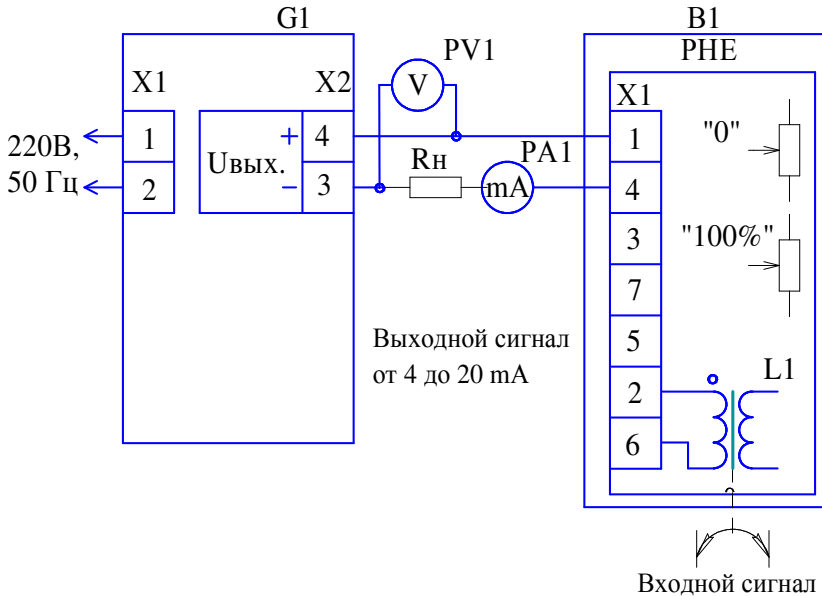 G1
B1
PHE
PV1
V
X1
X2
X1
220В,
50 Гц
1
2
Uвых.
+
4
−
3
Rн
PA1
mA
1
4
3
7
5
2
6
"0"
"100%"
L1
Выходной сигнал
от 4 до 20 mA
Входной сигнал